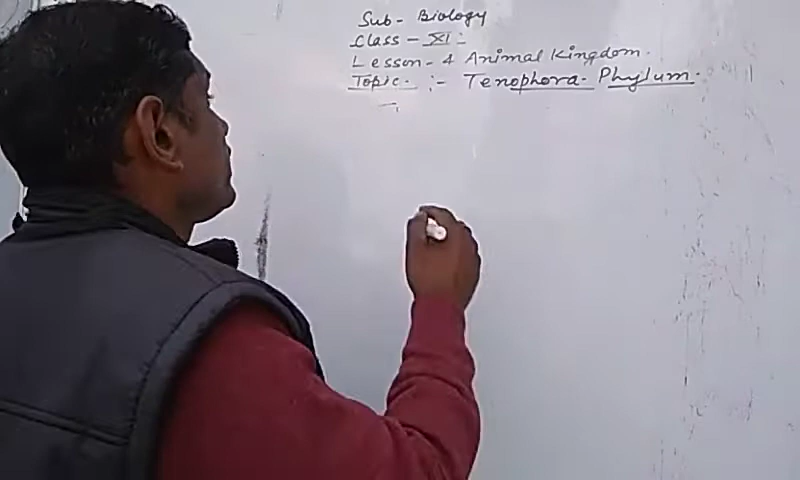 Sub- Biology
Class - XI :-
Lesson- 4 Animal Kingdom.
Topic. :- Tenophora- Phylum.